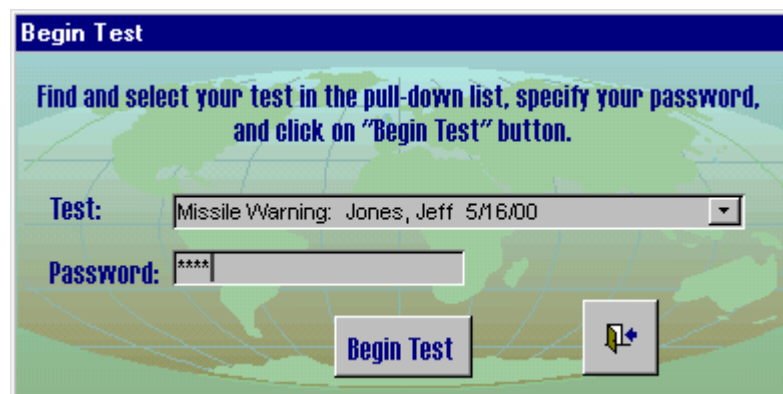 Begin Test
Find and select your test in the pull-down list, specify your password,
and click on "Begin Test" button.
Test: Missile Warning: Jones, Jeff 5/16/00
Password: ****
Begin Test